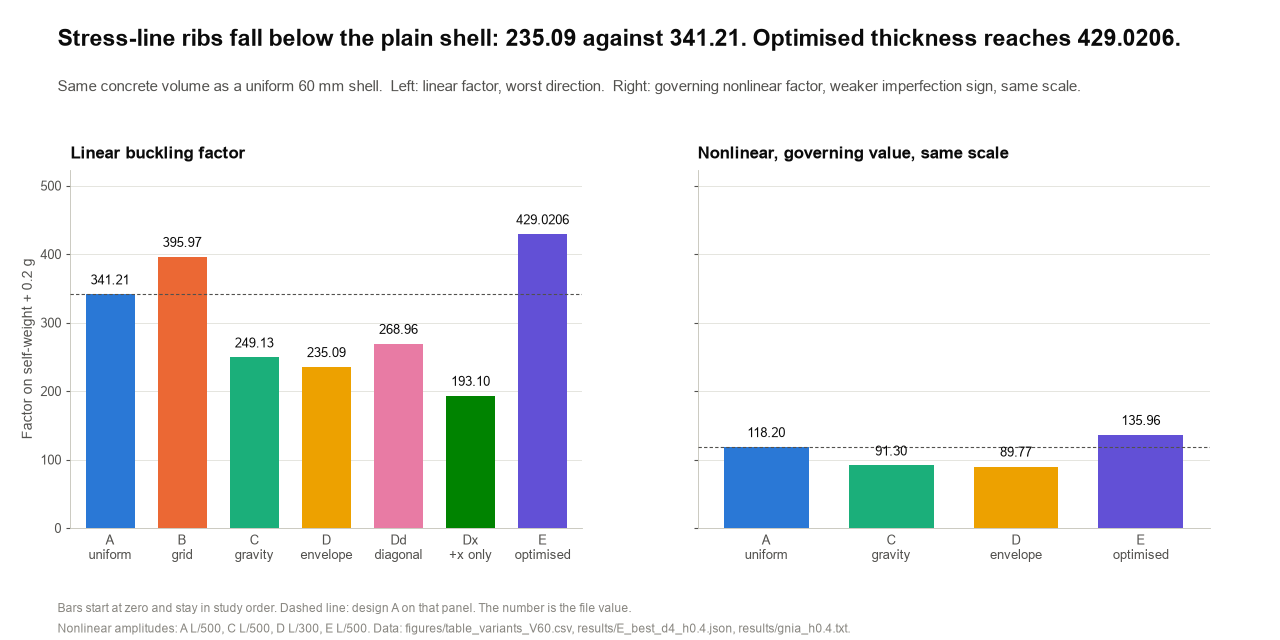 Stress-line ribs fall below the plain shell: 235.09 against 341.21. Optimised thickness reaches 429.0206.
Same concrete volume as a uniform 60 mm shell.  Left: linear factor, worst direction.  Right: governing nonlinear factor, weaker imperfection sign, same scale.
Linear buckling factor
Factor on self-weight + 0.2 g
500
400
300
200
100
0
341.21
395.97
249.13
235.09
268.96
193.10
429.0206
A
uniform
B
grid
C
gravity
D
envelope
Dd
diagonal
Dx
+x only
E
optimised
Nonlinear, governing value, same scale
118.20
91.30
89.77
135.96
A
uniform
C
gravity
D
envelope
E
optimised
Bars start at zero and stay in study order. Dashed line: design A on that panel. The number is the file value.
Nonlinear amplitudes: A L/500, C L/500, D L/300, E L/500. Data: figures/table_variants_V60.csv, results/E_best_d4_h0.4.json, results/gnia_h0.4.txt.